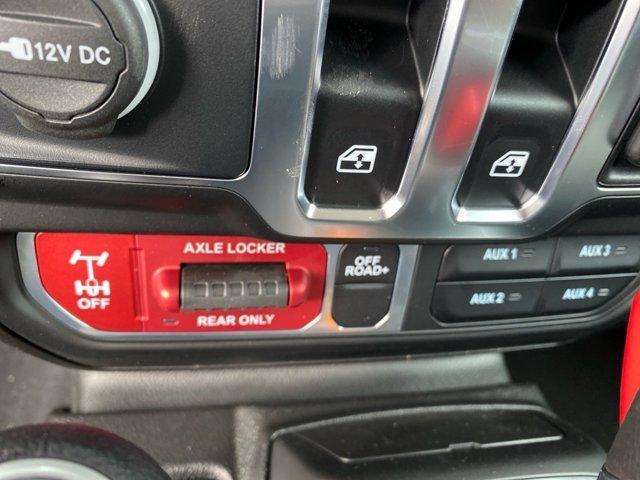 12V DC
AXLE LOCKER
OFF
REAR ONLY
OFF
ROAD+
AUX 1
AUX 3
AUX 2
AUX 4